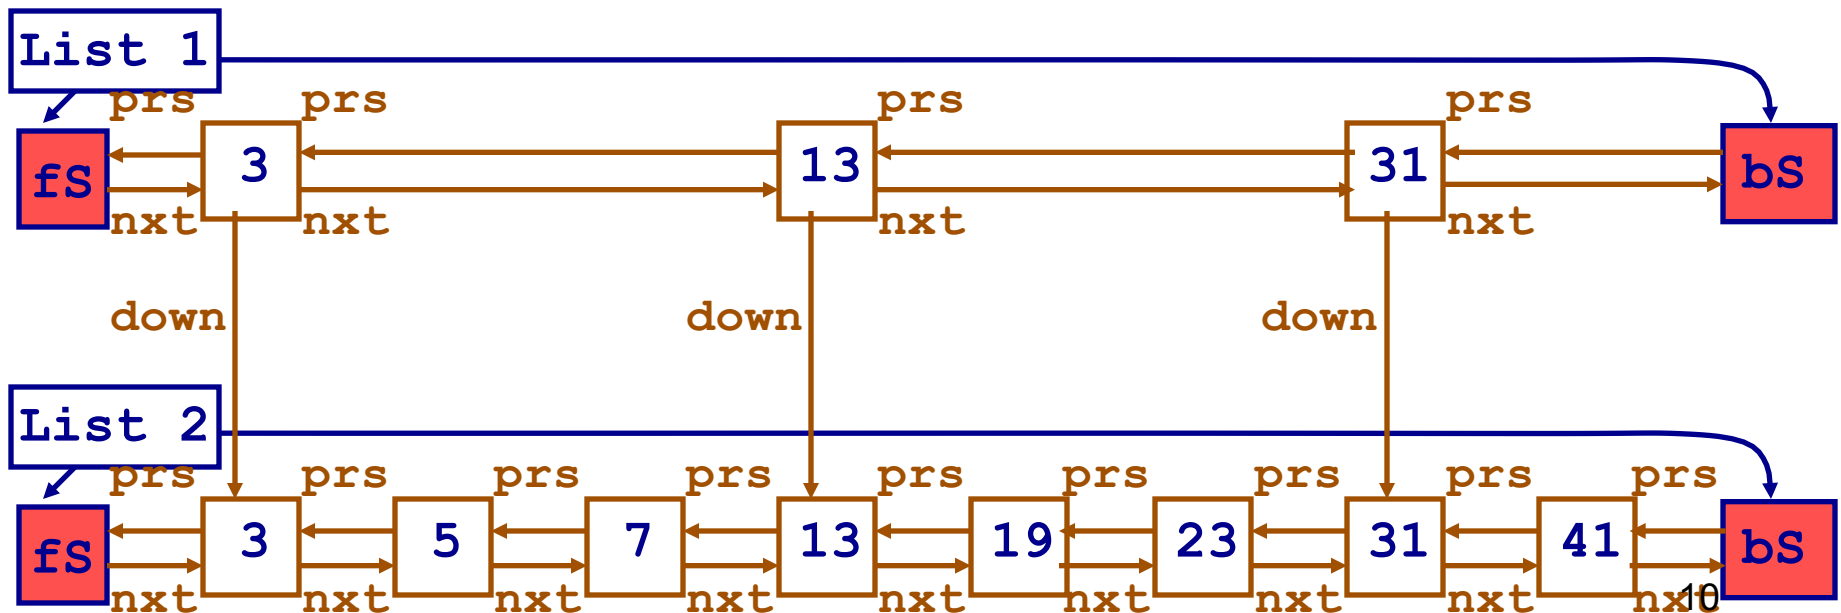 List 1
prs prs prs prs
fS 3 13 31 bS
nxt nxt nxt nxt
down down down
List 2
prs prs prs prs prs prs prs prs prs
fS 3 5 7 13 19 23 31 41 bS
nxt nxt nxt nxt nxt nxt nxt nxt nxt
10